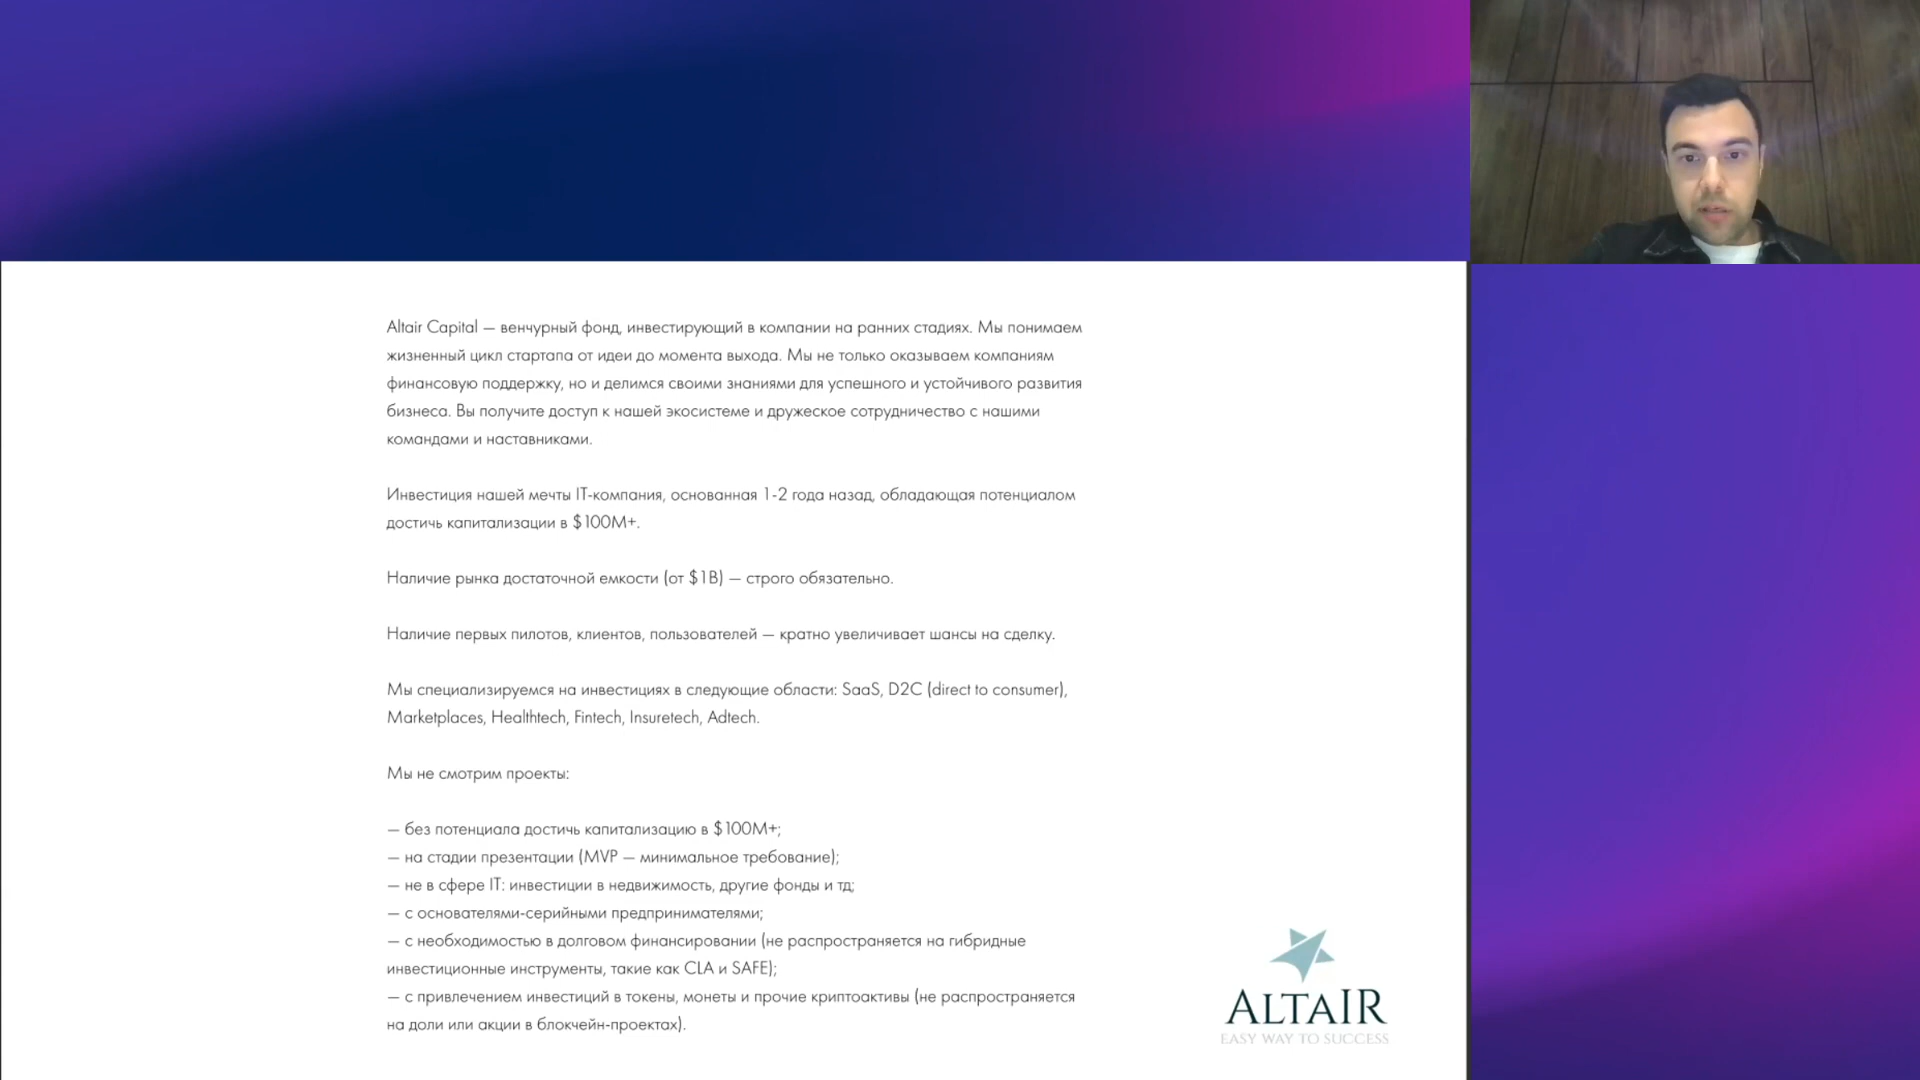 Altair Capital — венчурный фонд, инвестирующий в компании на ранних стадиях. Мы понимаем
жизненный цикл стартапа от идеи до момента выхода. Мы не только оказываем компаниям
финансовую поддержку, но и делимся своими знаниями для успешного и устойчивого развития
бизнеса. Вы получите доступ к нашей экосистеме и дружеское сотрудничество с нашими
командами и наставниками.
Инвестиция нашей мечты IT-компания, основанная 1-2 года назад, обладающая потенциалом
достичь капитализации в $100M+.
Наличие рынка достаточной емкости (от $1B) — строго обязательно.
Наличие первых пилотов, клиентов, пользователей — кратно увеличивает шансы на сделку.
Мы специализируемся на инвестициях в следующие области: SaaS, D2C (direct to consumer),
Marketplaces, Healthtech, Fintech, Insuretech, Adtech.
Мы не смотрим проекты:
— без потенциала достичь капитализацию в $100M+;
— на стадии презентации (MVP — минимальное требование);
— не в сфере IT: инвестиции в недвижимость, другие фонды и тд;
— с основателями-серийными предпринимателями;
— с необходимостью в долговом финансировании (не распространяется на гибридные
инвестиционные инструменты, такие как CLA и SAFE);
— с привлечением инвестиций в токены, монеты и прочие криптоактивы (не распространяется
на доли или акции в блокчейн-проектах).
ALTAIR
EASY WAY TO SUCCESS